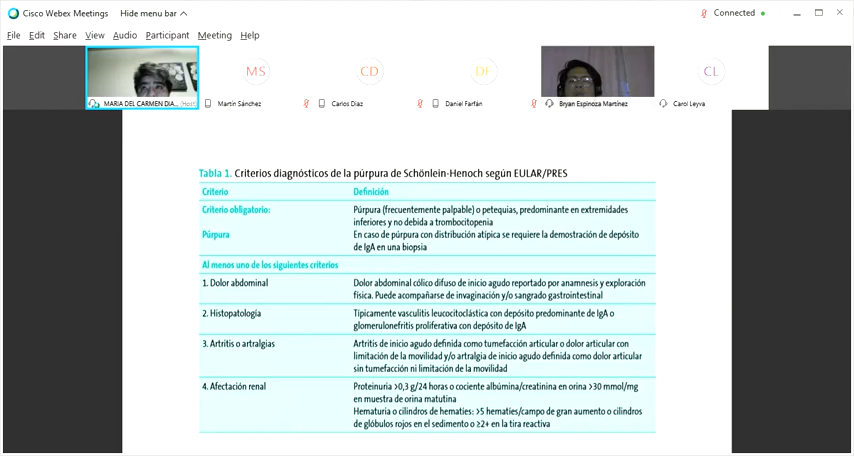 Cisco Webex Meetings
Hide menu bar
Connected
File Edit Share View Audio Participant Meeting Help
MS
CD
DF
CL
MARIA DEL CARMEN DIA... (Host)
Martín Sánchez
Carlos Díaz
Daniel Farfán
Bryan Espinoza Martínez
Carol Leyva
Tabla 1. Criterios diagnósticos de la púrpura de Schönlein-Henoch según EULAR/PRES
Criterio
Definición
Criterio obligatorio:
Púrpura
Púrpura (frecuentemente palpable) o petequias, predominante en extremidades
inferiores y no debida a trombocitopenia
En caso de púrpura con distribución atípica se requiere la demostración de depósito
de IgA en una biopsia
Al menos uno de los siguientes criterios
1. Dolor abdominal
Dolor abdominal cólico difuso de inicio agudo reportado por anamnesis y exploración
física. Puede acompañarse de invaginación y/o sangrado gastrointestinal
2. Histopatología
Típicamente vasculitis leucocitoclástica con depósito predominante de IgA o
glomerulonefritis proliferativa con depósito de IgA
3. Artritis o artralgias
Artritis de inicio agudo definida como tumefacción articular o dolor articular con
limitación de la movilidad y/o artralgia de inicio agudo definida como dolor articular
sin tumefacción ni limitación de la movilidad
4. Afectación renal
Proteinuria >0,3 g/24 horas o cociente albúmina/creatinina en orina >30 mmol/mg
en muestra de orina matutina
Hematuria o cilindros de hematíes: >5 hematíes/campo de gran aumento o cilindros
de glóbulos rojos en el sedimento o ≥2+ en la tira reactiva